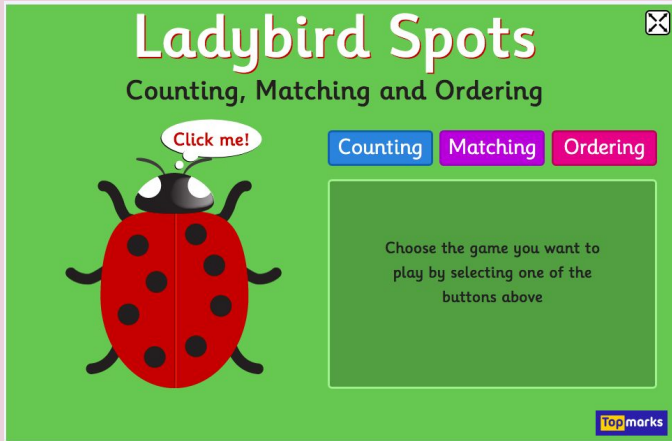 Ladybird Spots
Counting, Matching and Ordering
Click me!
Counting Matching Ordering
Choose the game you want to
play by selecting one of the
buttons above
Topmarks